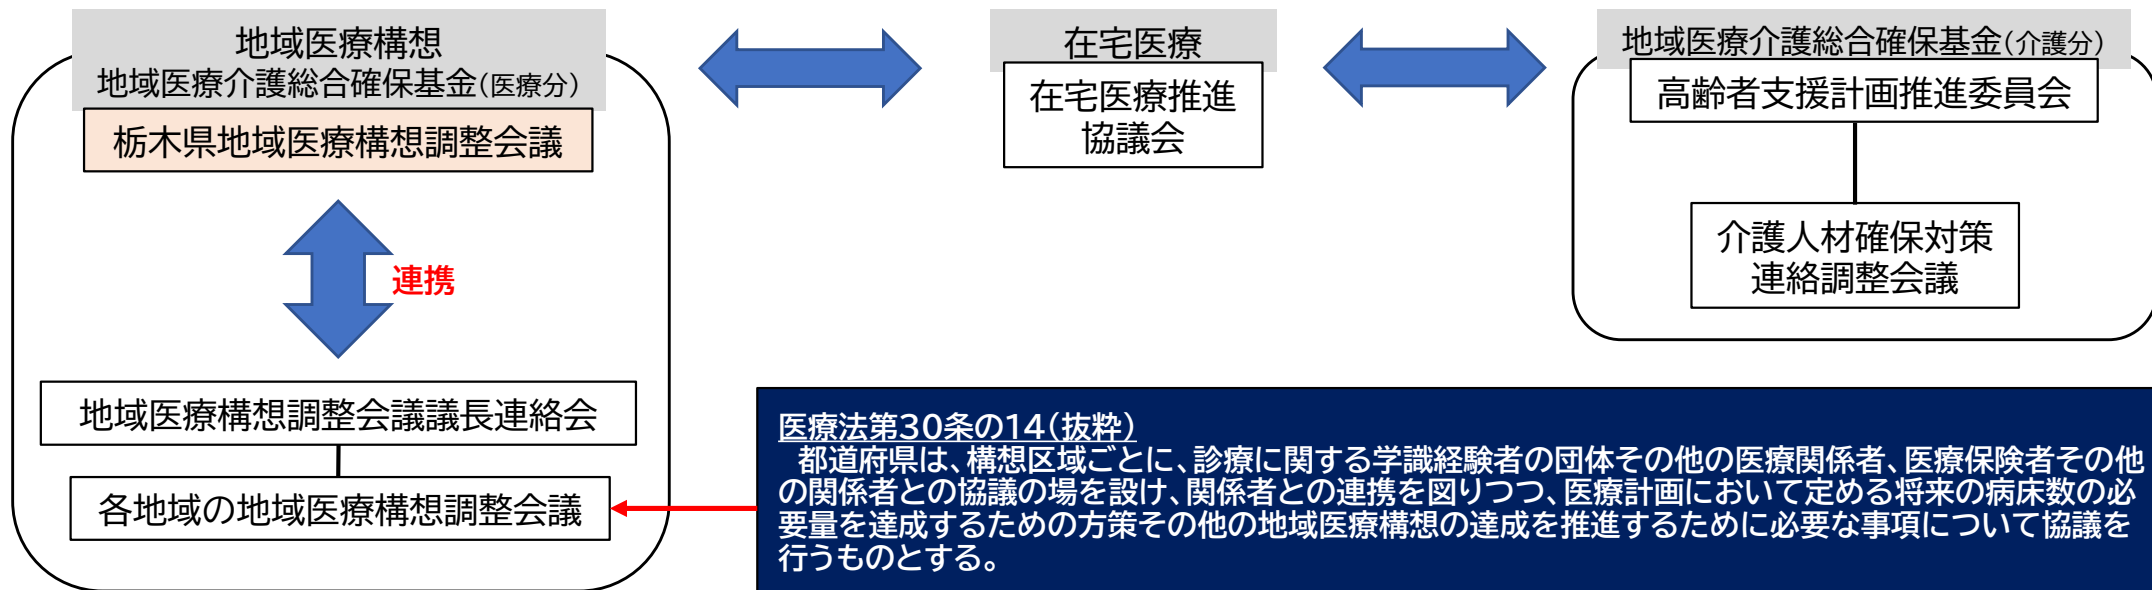 地域医療構想
地域医療介護総合確保基金(医療分)
栃木県地域医療構想調整会議
連携
地域医療構想調整会議議長連絡会
各地域の地域医療構想調整会議
在宅医療
在宅医療推進
協議会
地域医療介護総合確保基金(介護分)
高齢者支援計画推進委員会
介護人材確保対策
連絡調整会議
医療法第30条の14(抜粋)
都道府県は、構想区域ごとに、診療に関する学識経験者の団体その他の医療関係者、医療保険者その他
の関係者との協議の場を設け、関係者との連携を図りつつ、医療計画において定める将来の病床数の必
要量を達成するための方策その他の地域医療構想の達成を推進するために必要な事項について協議を
行うものとする。